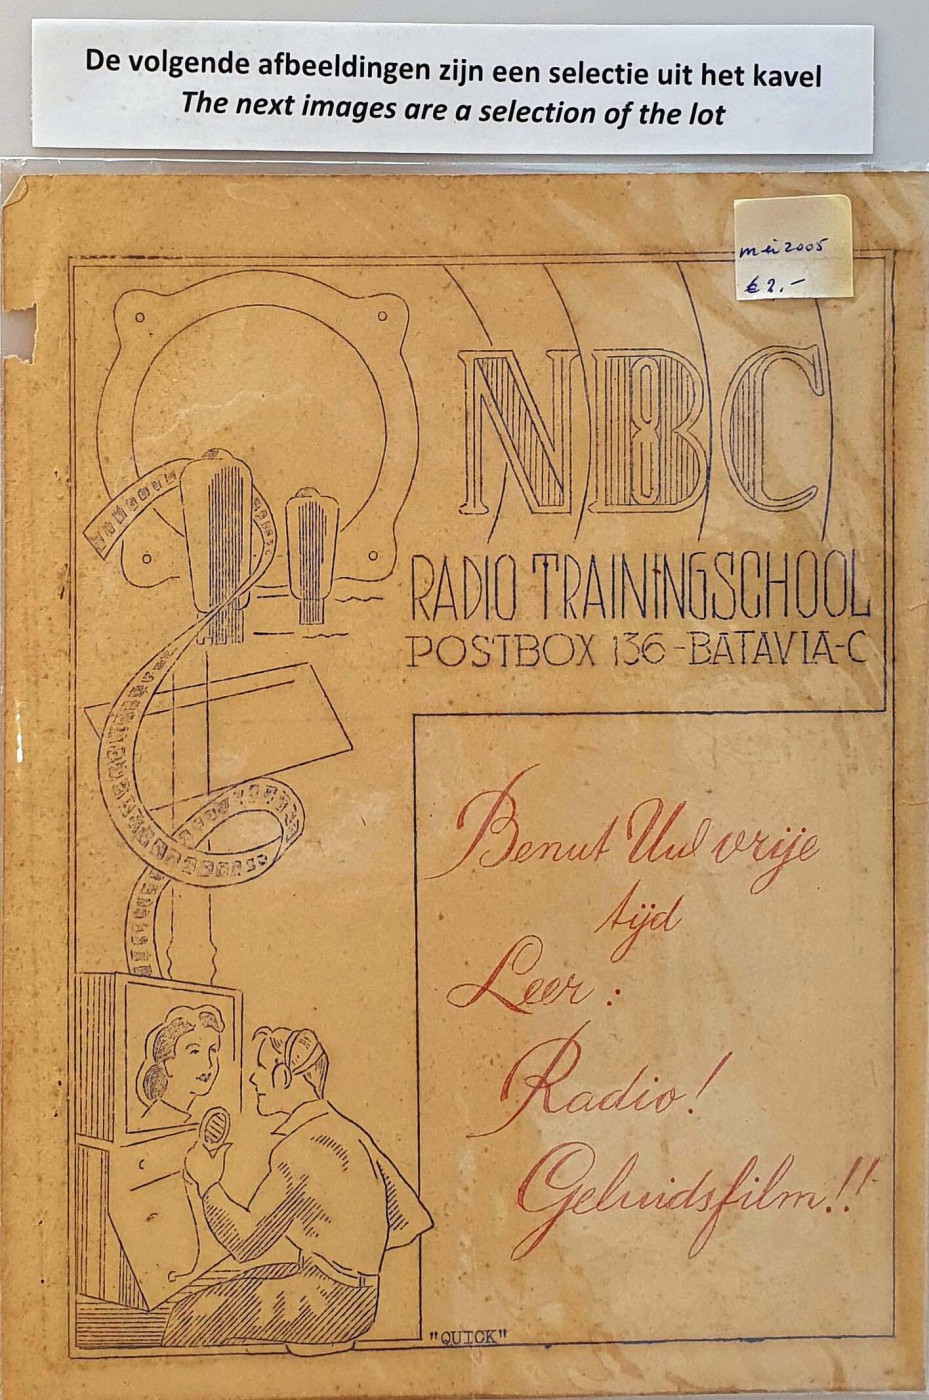 De volgende afbeeldingen zijn een selectie uit het kavel
The next images are a selection of the lot
mei 2005
€ 2,-
NBC
RADIO TRAININGSCHOOL
POSTBOX 136-BATAVIA-C
Benut Uw vrije
tijd
Leer:
Radio!
Geluidsfilm!!
"QUICK"